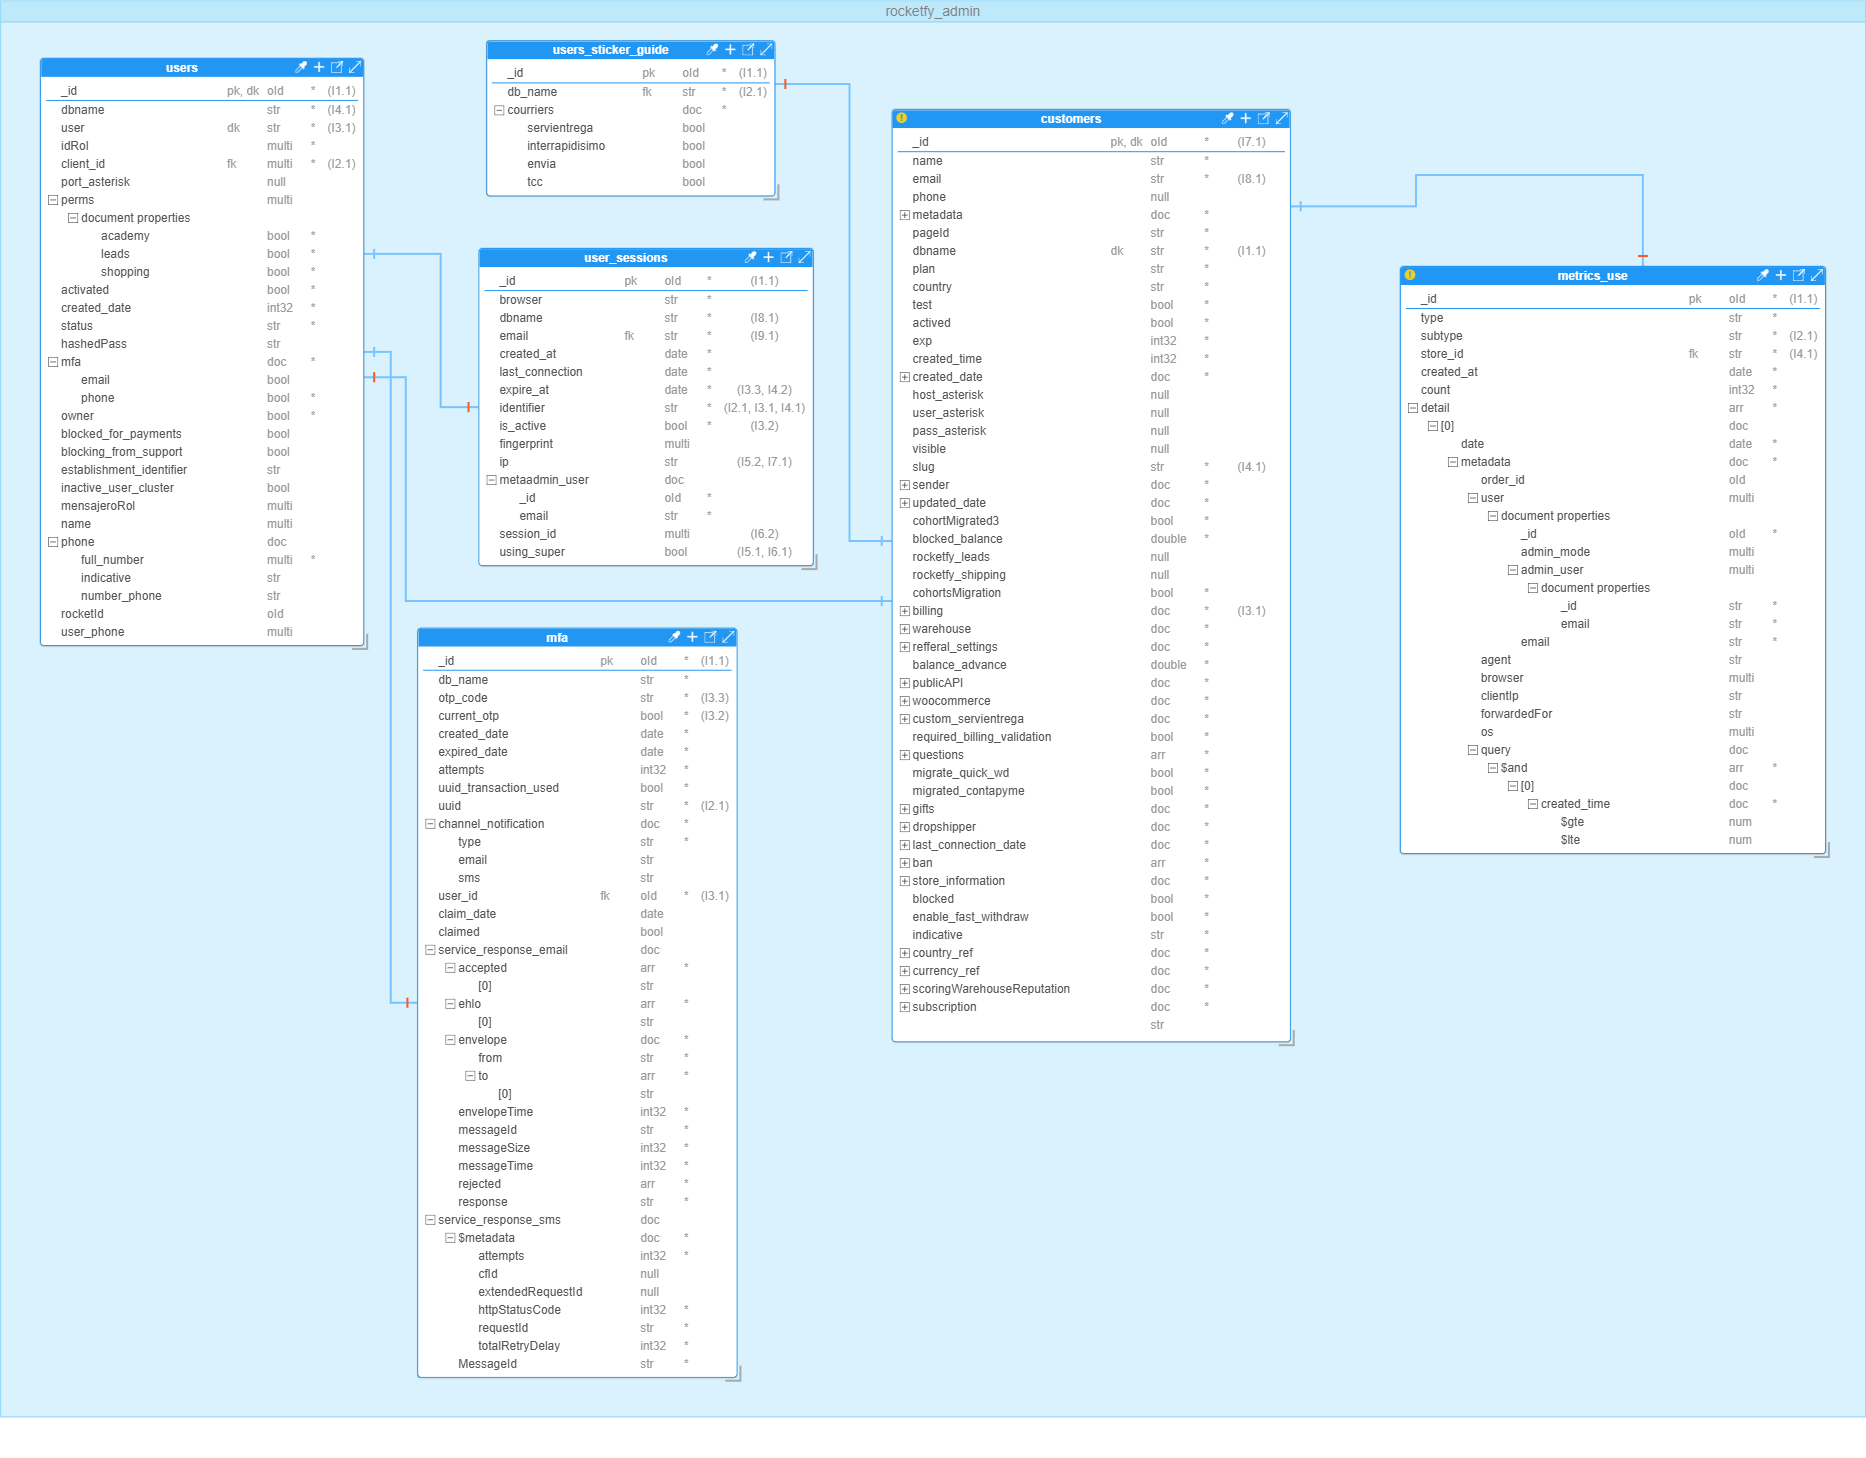 rocketfy_admin
users
_id pk, dk oId * (I1.1)
dbname str * (I4.1)
user dk str * (I3.1)
idRol multi *
client_id fk multi * (I2.1)
port_asterisk null
perms multi
document properties
academy bool *
leads bool *
shopping bool *
activated bool *
created_date int32 *
status str *
hashedPass str
mfa doc *
email bool
phone bool *
owner bool *
blocked_for_payments bool
blocking_from_support bool
establishment_identifier str
inactive_user_cluster bool
mensajeroRol multi
name multi
phone doc
full_number multi *
indicative str
number_phone str
rocketId oId
user_phone multi
users_sticker_guide
_id pk oId * (I1.1)
db_name fk str * (I2.1)
courriers doc *
servientrega bool
interrapidisimo bool
envia bool
tcc bool
user_sessions
_id pk oId * (I1.1)
browser str *
dbname str (I8.1)
email fk str * (I9.1)
created_at date *
last_connection date *
expire_at date * (I3.3, I4.2)
identifier str * (I2.1, I3.1, I4.1)
is_active bool * (I3.2)
fingerprint multi
ip str (I5.2, I7.1)
metaadmin_user doc
_id oId *
email str *
session_id multi (I6.2)
using_super bool (I5.1, I6.1)
mfa
_id pk oId * (I1.1)
db_name str *
otp_code str * (I3.3)
current_otp bool * (I3.2)
created_date date *
expired_date date *
attempts int32 *
uuid_transaction_used bool *
uuid str * (I2.1)
channel_notification doc *
type str *
email str
sms str
user_id fk oId * (I3.1)
claim_date date
claimed bool
service_response_email doc
accepted arr *
[0] str
ehlo arr *
[0] str
envelope doc *
from str *
to arr *
[0] str
envelopeTime int32 *
messageId str *
messageSize int32 *
messageTime int32 *
rejected arr *
response str *
service_response_sms doc
$metadata doc *
attempts int32 *
cfId null
extendedRequestId null
httpStatusCode int32 *
requestId str *
totalRetryDelay int32 *
MessageId str *
customers
_id pk, dk oId * (I7.1)
name str *
email str * (I8.1)
phone null
metadata doc *
pageId str *
dbname dk str * (I1.1)
plan str *
country str *
test bool *
actived bool *
exp int32 *
created_time int32 *
created_date doc *
host_asterisk null
user_asterisk null
pass_asterisk null
visible null
slug str * (I4.1)
sender doc *
updated_date doc *
cohortMigrated3 bool *
blocked_balance double *
rocketfy_leads null
rocketfy_shipping null
cohortsMigration bool *
billing doc * (I3.1)
warehouse doc *
refferal_settings doc *
balance_advance double *
publicAPI doc *
woocommerce doc *
custom_servientrega doc *
required_billing_validation bool *
questions arr *
migrate_quick_wd bool *
migrated_contapyme bool *
gifts doc *
dropshipper doc *
last_connection_date doc *
ban arr *
store_information doc *
blocked bool *
enable_fast_withdraw bool *
indicative str *
country_ref doc *
currency_ref doc *
scoringWarehouseReputation doc *
subscription doc *
str
metrics_use
_id pk oId * (I1.1)
type str *
subtype str * (I2.1)
store_id fk str * (I4.1)
created_at date *
count int32 *
detail arr *
[0] doc
date date *
metadata doc *
order_id oId
user multi
document properties
_id oId *
admin_mode multi
admin_user multi
document properties
_id str *
email str *
email str *
agent str
browser multi
clientIp str
forwardedFor str
os multi
query doc
$and arr *
[0] doc
created_time doc *
$gte num
$lte num